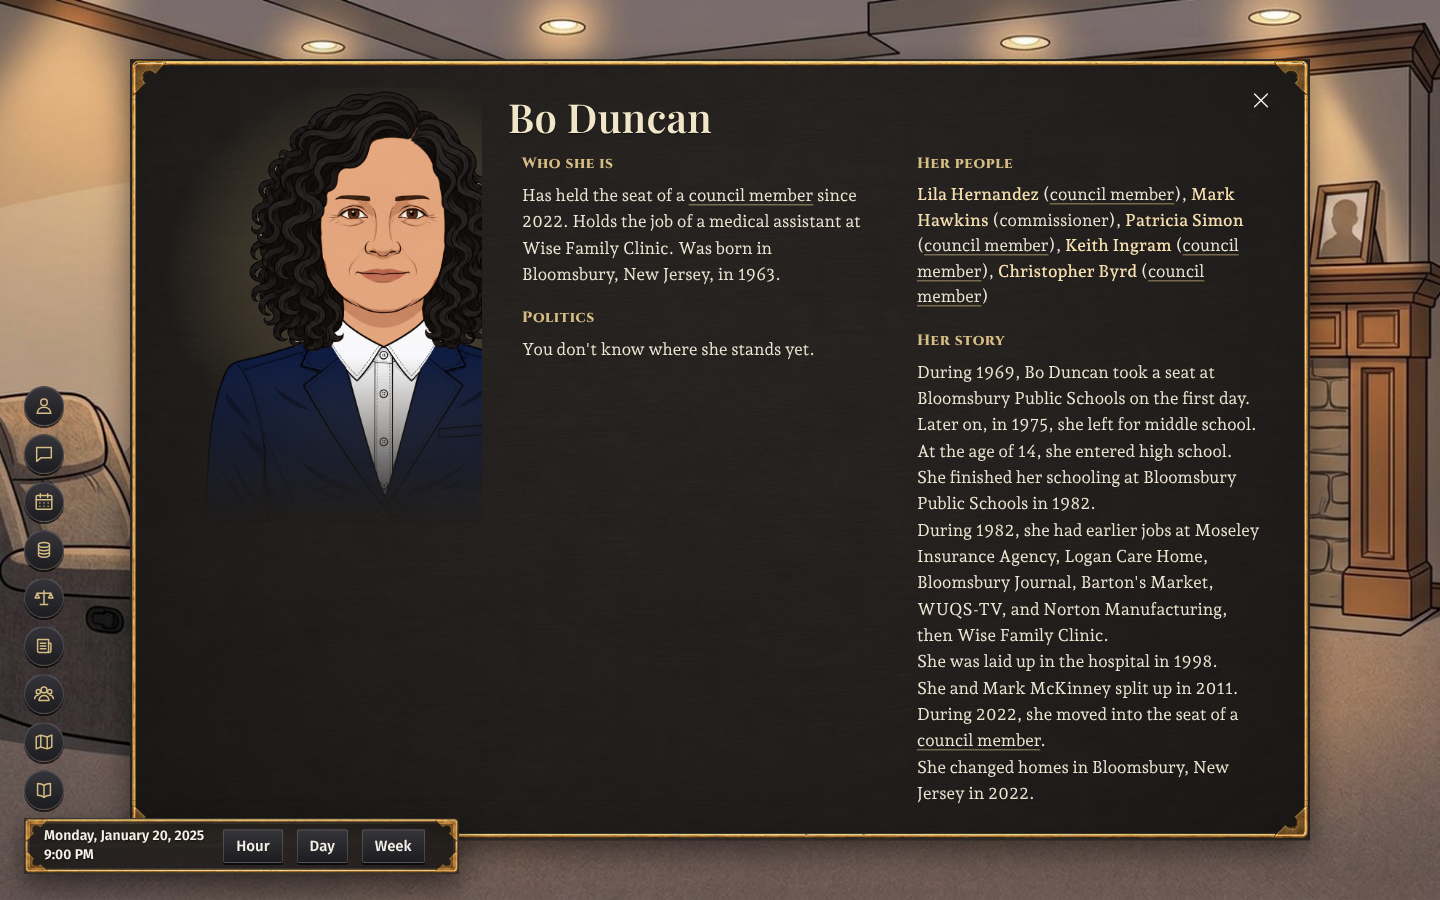 Bo Duncan
Who she is
Has held the seat of a council member since
2022. Holds the job of a medical assistant at
Wise Family Clinic. Was born in
Bloomsbury, New Jersey, in 1963.
Politics
You don't know where she stands yet.
Her people
Lila Hernandez (council member), Mark
Hawkins (commissioner), Patricia Simon
(council member), Keith Ingram (council
member), Christopher Byrd (council
member)
Her story
During 1969, Bo Duncan took a seat at
Bloomsbury Public Schools on the first day.
Later on, in 1975, she left for middle school.
At the age of 14, she entered high school.
She finished her schooling at Bloomsbury
Public Schools in 1982.
During 1982, she had earlier jobs at Moseley
Insurance Agency, Logan Care Home,
Bloomsbury Journal, Barton's Market,
WUQS-TV, and Norton Manufacturing,
then Wise Family Clinic.
She was laid up in the hospital in 1998.
She and Mark McKinney split up in 2011.
During 2022, she moved into the seat of a
council member.
She changed homes in Bloomsbury, New
Jersey in 2022.
Monday, January 20, 2025
9:00 PM
Hour
Day
Week